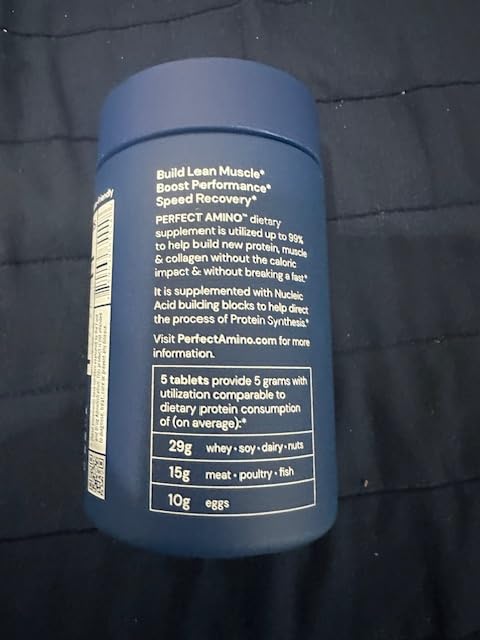 Build Lean Muscle*
Boost Performance*
Speed Recovery*
PERFECT AMINO™ dietary
supplement is utilized up to 99%
to help build new protein, muscle
& collagen without the caloric
impact & without breaking a fast.*
It is supplemented with Nucleic
Acid building blocks to help direct
the process of Protein Synthesis.*
Visit PerfectAmino.com for more
information.
5 tablets provide 5 grams with
utilization comparable to
dietary protein consumption
of (on average):*
29g whey • soy • dairy • nuts
15g meat • poultry • fish
10g eggs